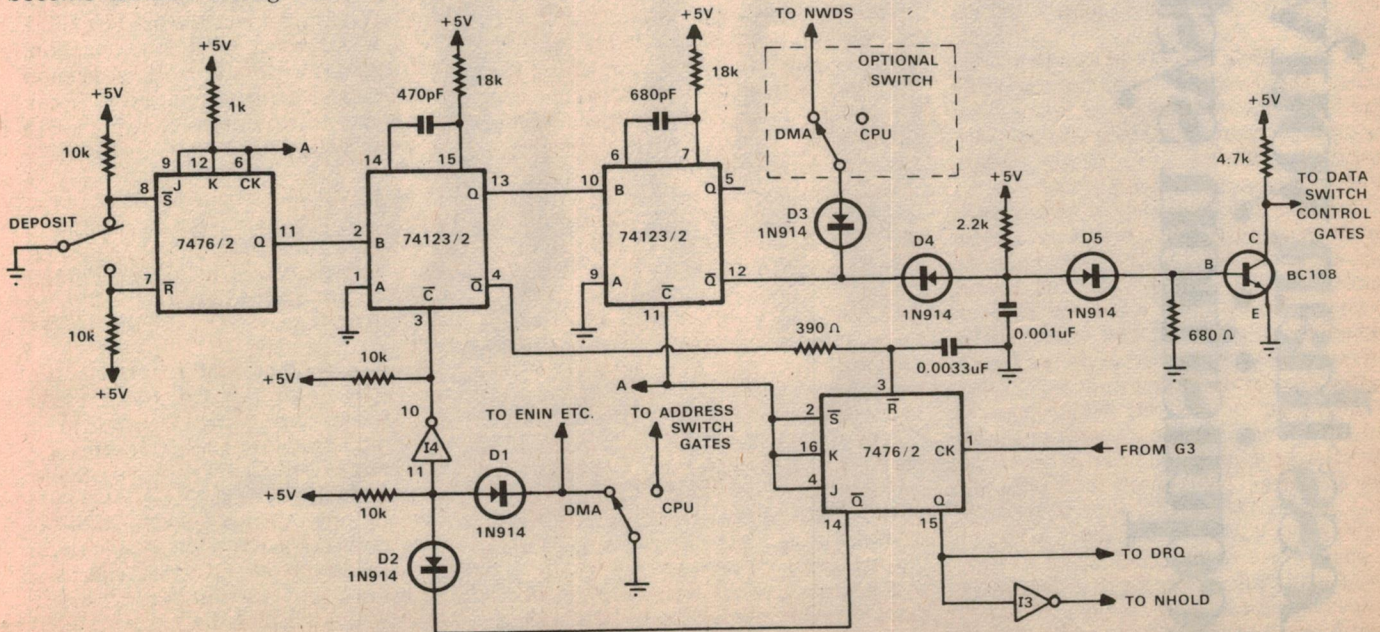 +5V
1k
+5V
10k
9
12
6
J
K
CK
A
8
S̅
DEPOSIT
7476/2
Q
11
7
R̅
10k
+5V
+5V
18k
470pF
14
15
Q
13
2
B
74123/2
1
A
Q̅
4
C̅
3
+5V
18k
680pF
6
7
10
B
Q
5
74123/2
9
A
Q̅
12
C̅
11
TO NWDS
OPTIONAL
SWITCH
DMA
CPU
D3
1N914
D4
1N914
+5V
2.2k
D5
1N914
0.001uF
680 Ω
+5V
4.7k
TO DATA
SWITCH
CONTROL
GATES
C
B
BC108
E
390 Ω
0.0033uF
+5V
10k
10
I4
11
+5V
10k
D1
1N914
TO ENIN ETC.
DMA
CPU
TO ADDRESS
SWITCH
GATES
A
D2
1N914
3
R̅
2
S̅
16
K
7476/2
CK
1
FROM G3
4
J
Q̅
Q
14
15
TO DRQ
I3
TO NHOLD